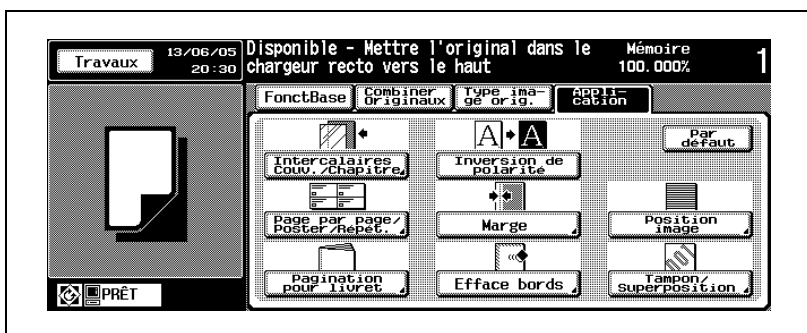 Travaux
13/06/05
20:30
Disponible - Mettre l'original dans le
chargeur recto vers le haut
Mémoire
100.000%
1
FonctBase
Combiner
Originaux
Type ima-
ge orig.
Appli-
cation
A A
Par
défaut
Intercalaires
Couv./Chapitre
Inversion de
polarité
Page par page/
Poster/Répét.
Marge
Position
image
no1
Pagination
pour livret
Efface bords
Tampon/
Superposition
PRÊT